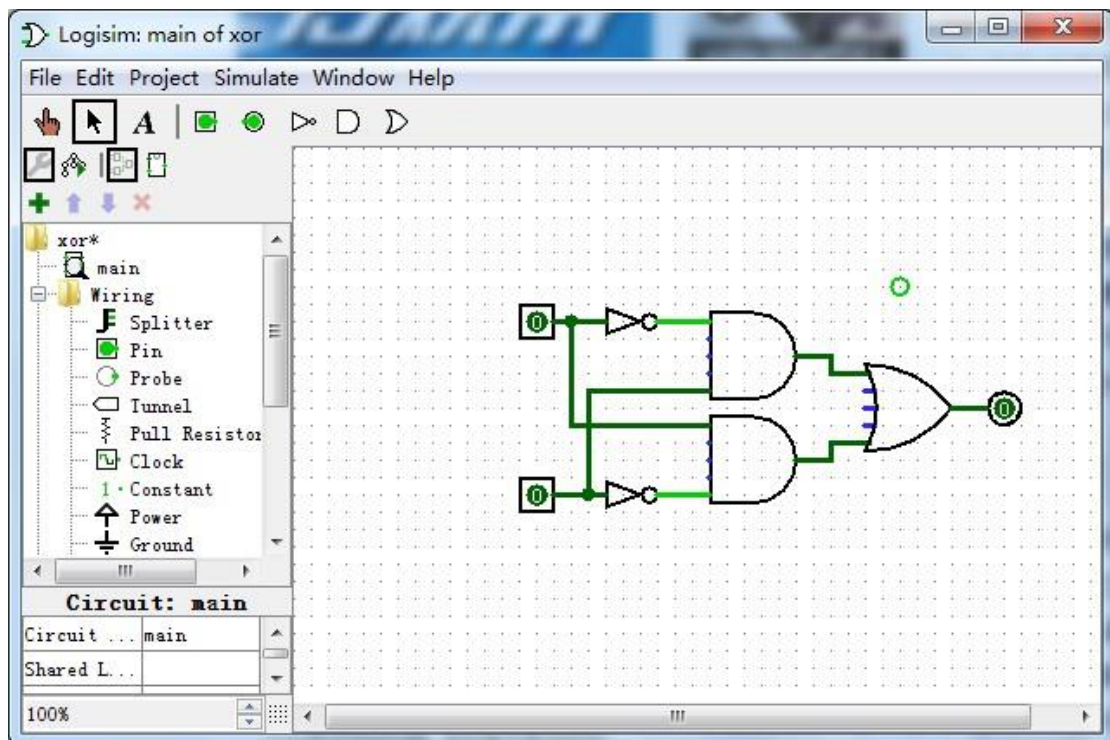 Logisim: main of xor
File Edit Project Simulate Window Help
A
xor*
main
Wiring
Splitter
Pin
Probe
Tunnel
Pull Resistor
Clock
1 Constant
Power
Ground
Circuit: main
Circuit ... main
Shared L...
100%
0
0
0